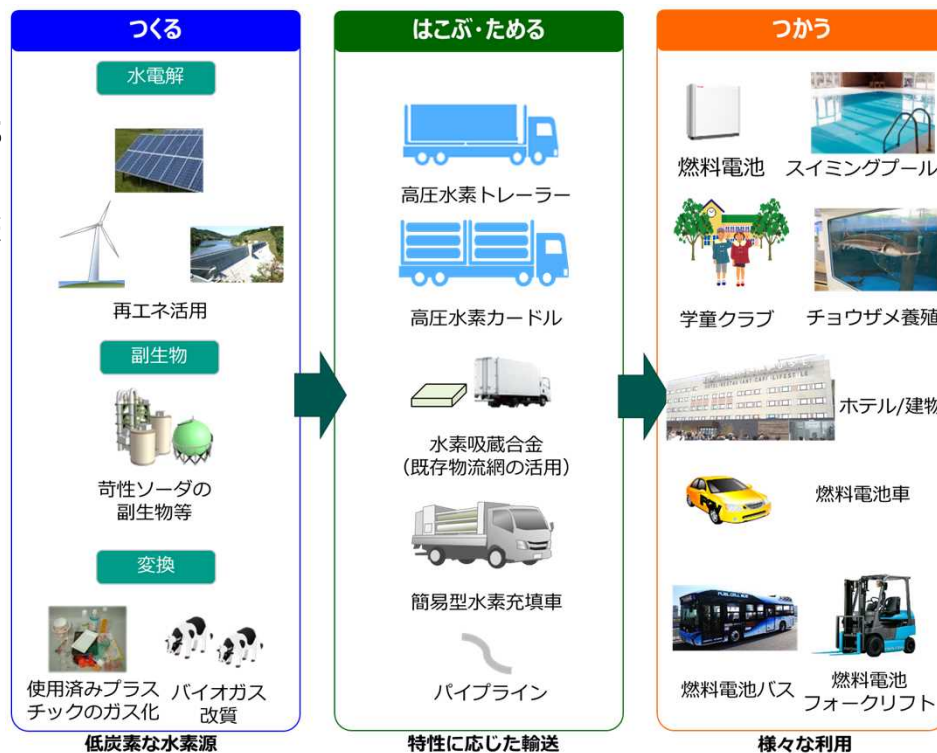 つくる
水電解
再エネ活用
副生物
苛性ソーダの
副生物等
変換
使用済みプラス
チックのガス化
バイオガス
改質
低炭素な水素源
はこぶ・ためる
高圧水素トレーラー
高圧水素カードル
水素吸蔵合金
(既存物流網の活用)
簡易型水素充填車
パイプライン
特性に応じた輸送
つかう
燃料電池
スイミングプール
学童クラブ
チョウザメ養殖
ホテル/建物
燃料電池車
FUEL CELL BUS
燃料電池バス
燃料電池
フォークリフト
様々な利用